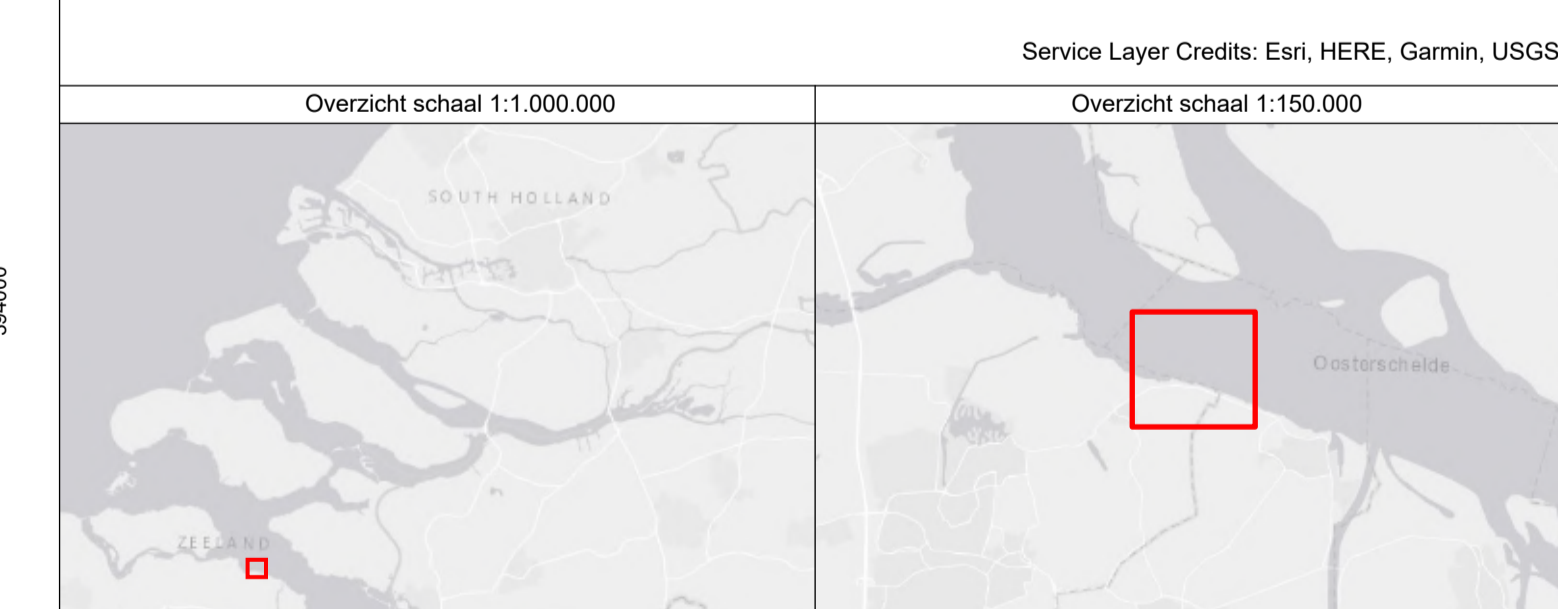 Service Layer Credits: Esri, HERE, Garmin, USGS
Overzicht schaal 1:1.000.000
Overzicht schaal 1:150.000
SOUTH HOLLAND
Oosterschelde
ZEELAND